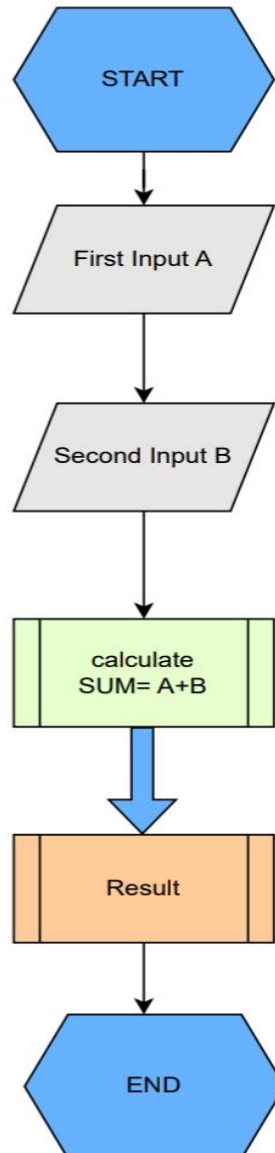 START
First Input A
Second Input B
calculate
SUM= A+B
Result
END